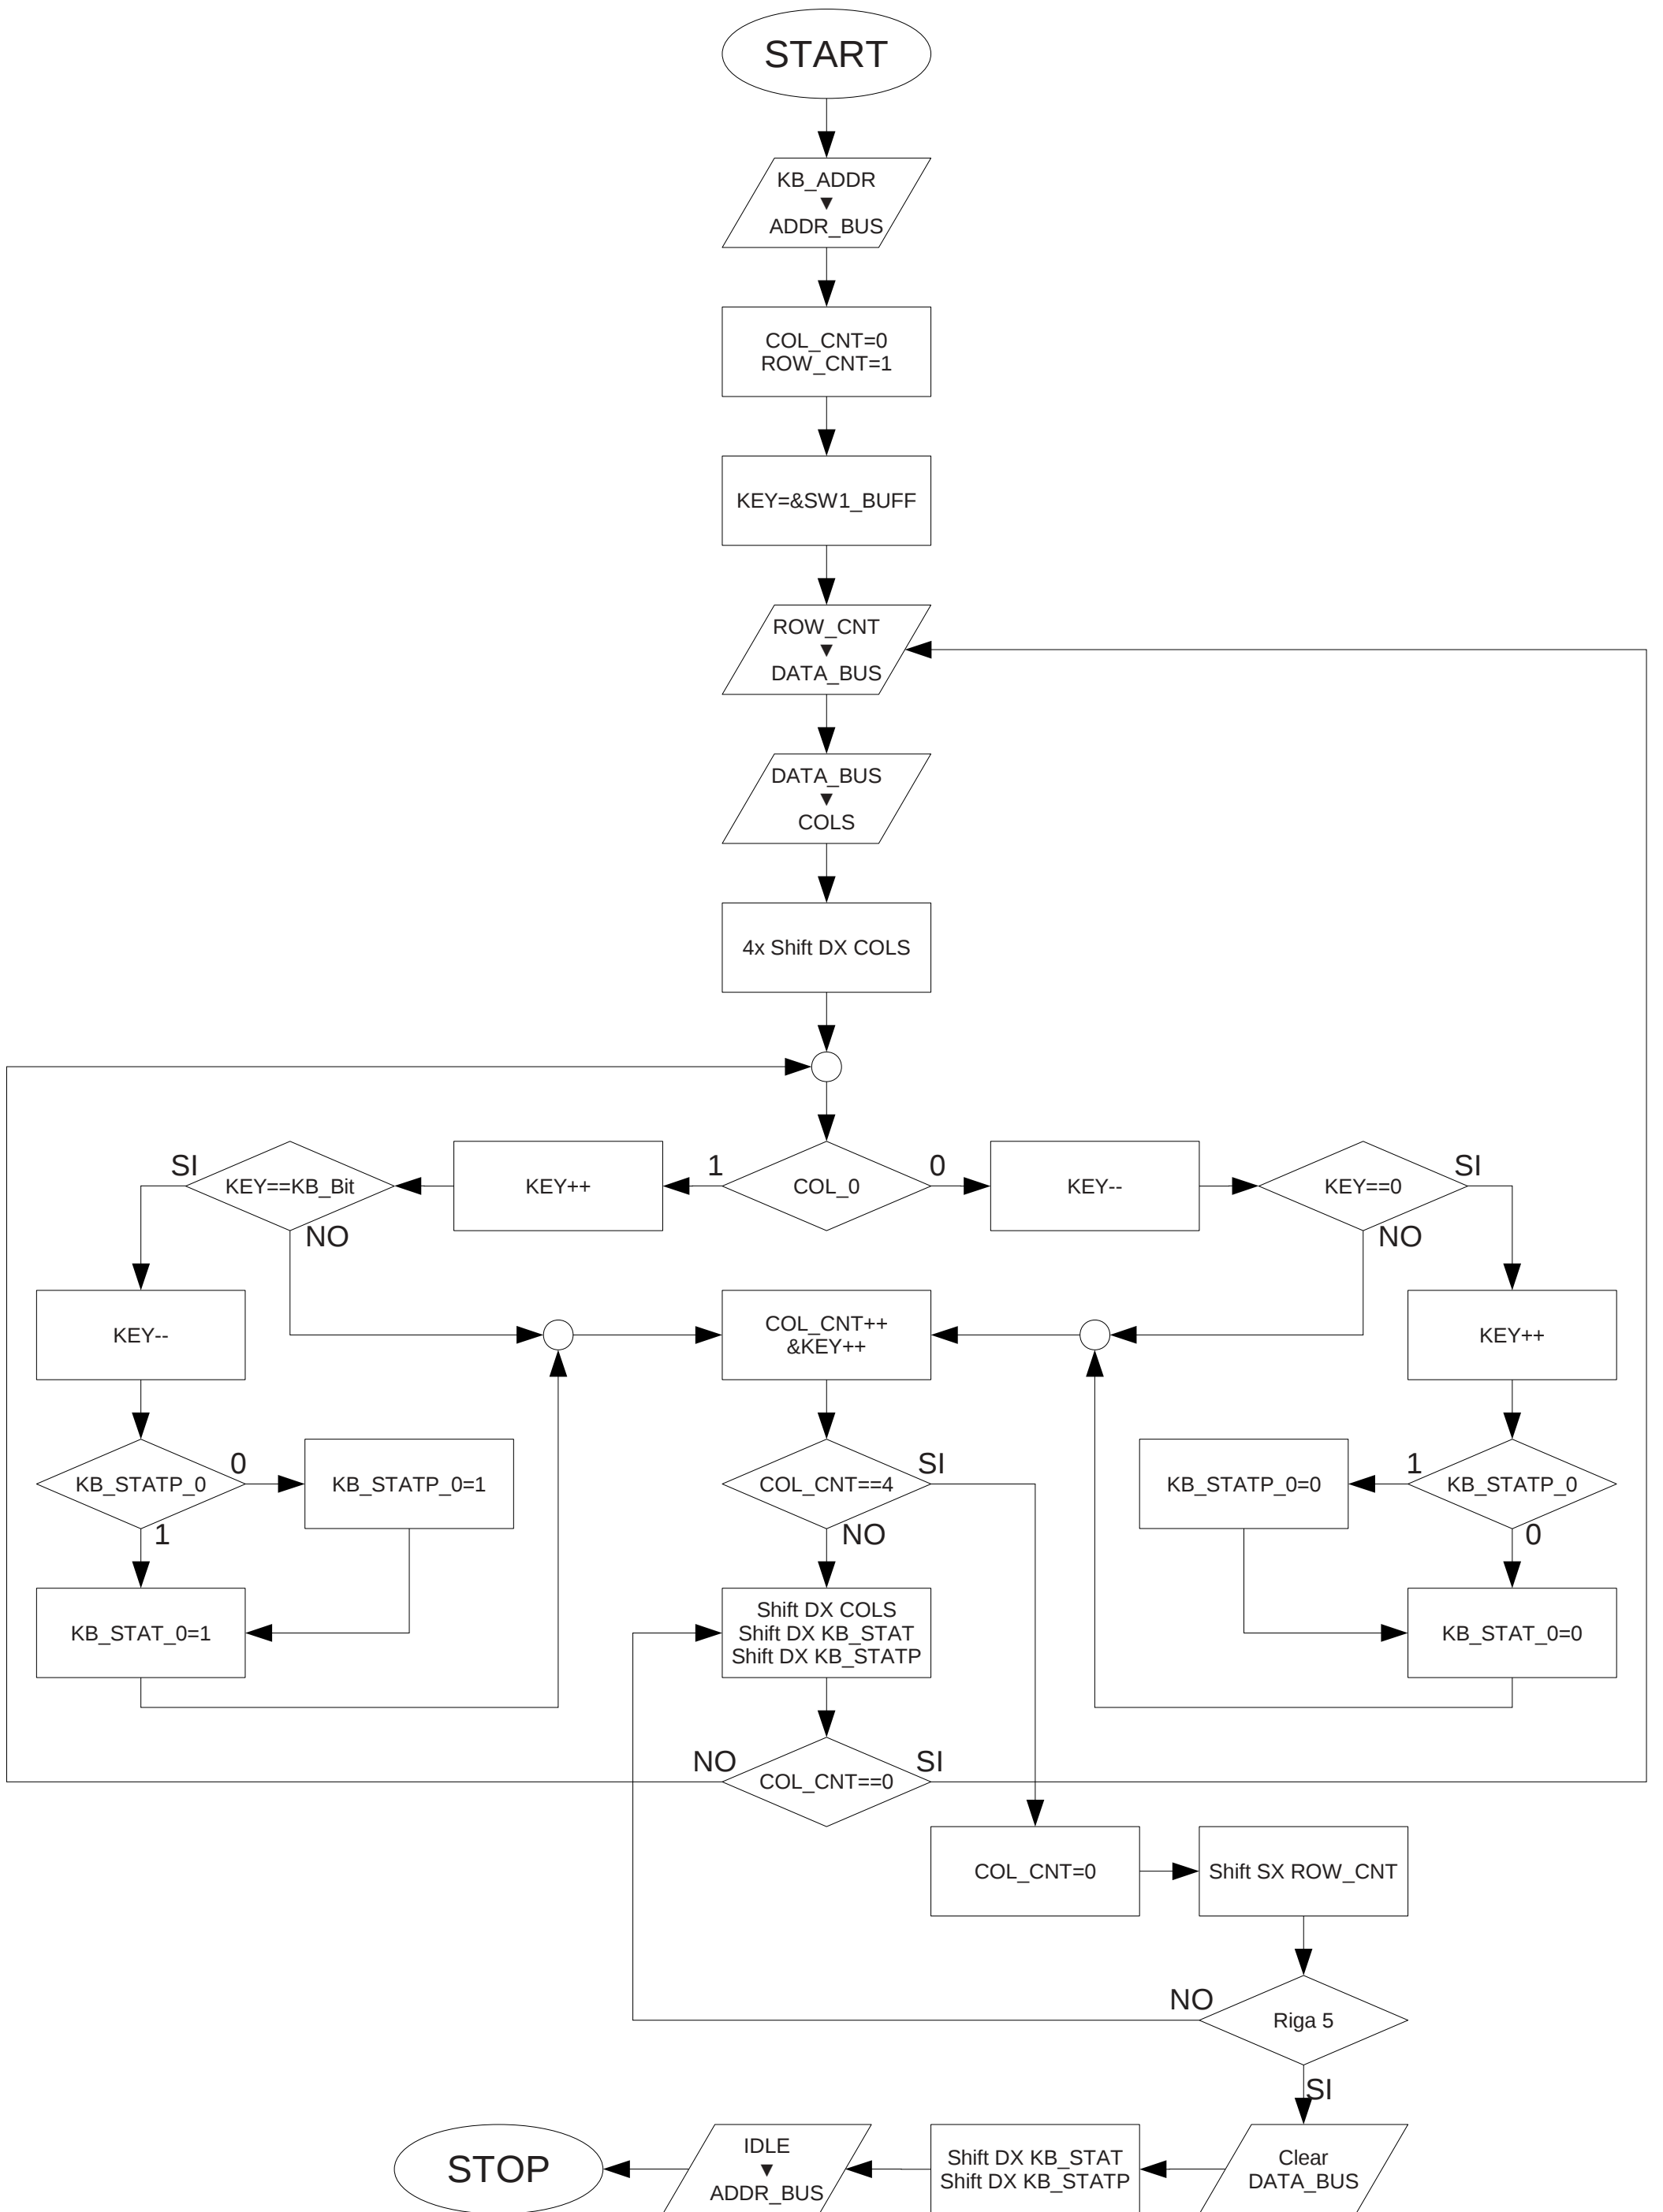 START
KB_ADDR
▼
ADDR_BUS
COL_CNT=0
ROW_CNT=1
KEY=&SW1_BUFF
ROW_CNT
▼
DATA_BUS
DATA_BUS
▼
COLS
4x Shift DX COLS
SI
KEY==KB_Bit
NO
KEY++
1
COL_0
0
KEY--
KEY==0
SI
NO
KEY--
COL_CNT++
&KEY++
KEY++
KB_STATP_0
0
1
KB_STATP_0=1
COL_CNT==4
SI
NO
KB_STATP_0=0
1
KB_STATP_0
0
KB_STAT_0=1
Shift DX COLS
Shift DX KB_STAT
Shift DX KB_STATP
KB_STAT_0=0
NO
COL_CNT==0
SI
COL_CNT=0
Shift SX ROW_CNT
NO
Riga 5
SI
STOP
IDLE
▼
ADDR_BUS
Shift DX KB_STAT
Shift DX KB_STATP
Clear
DATA_BUS